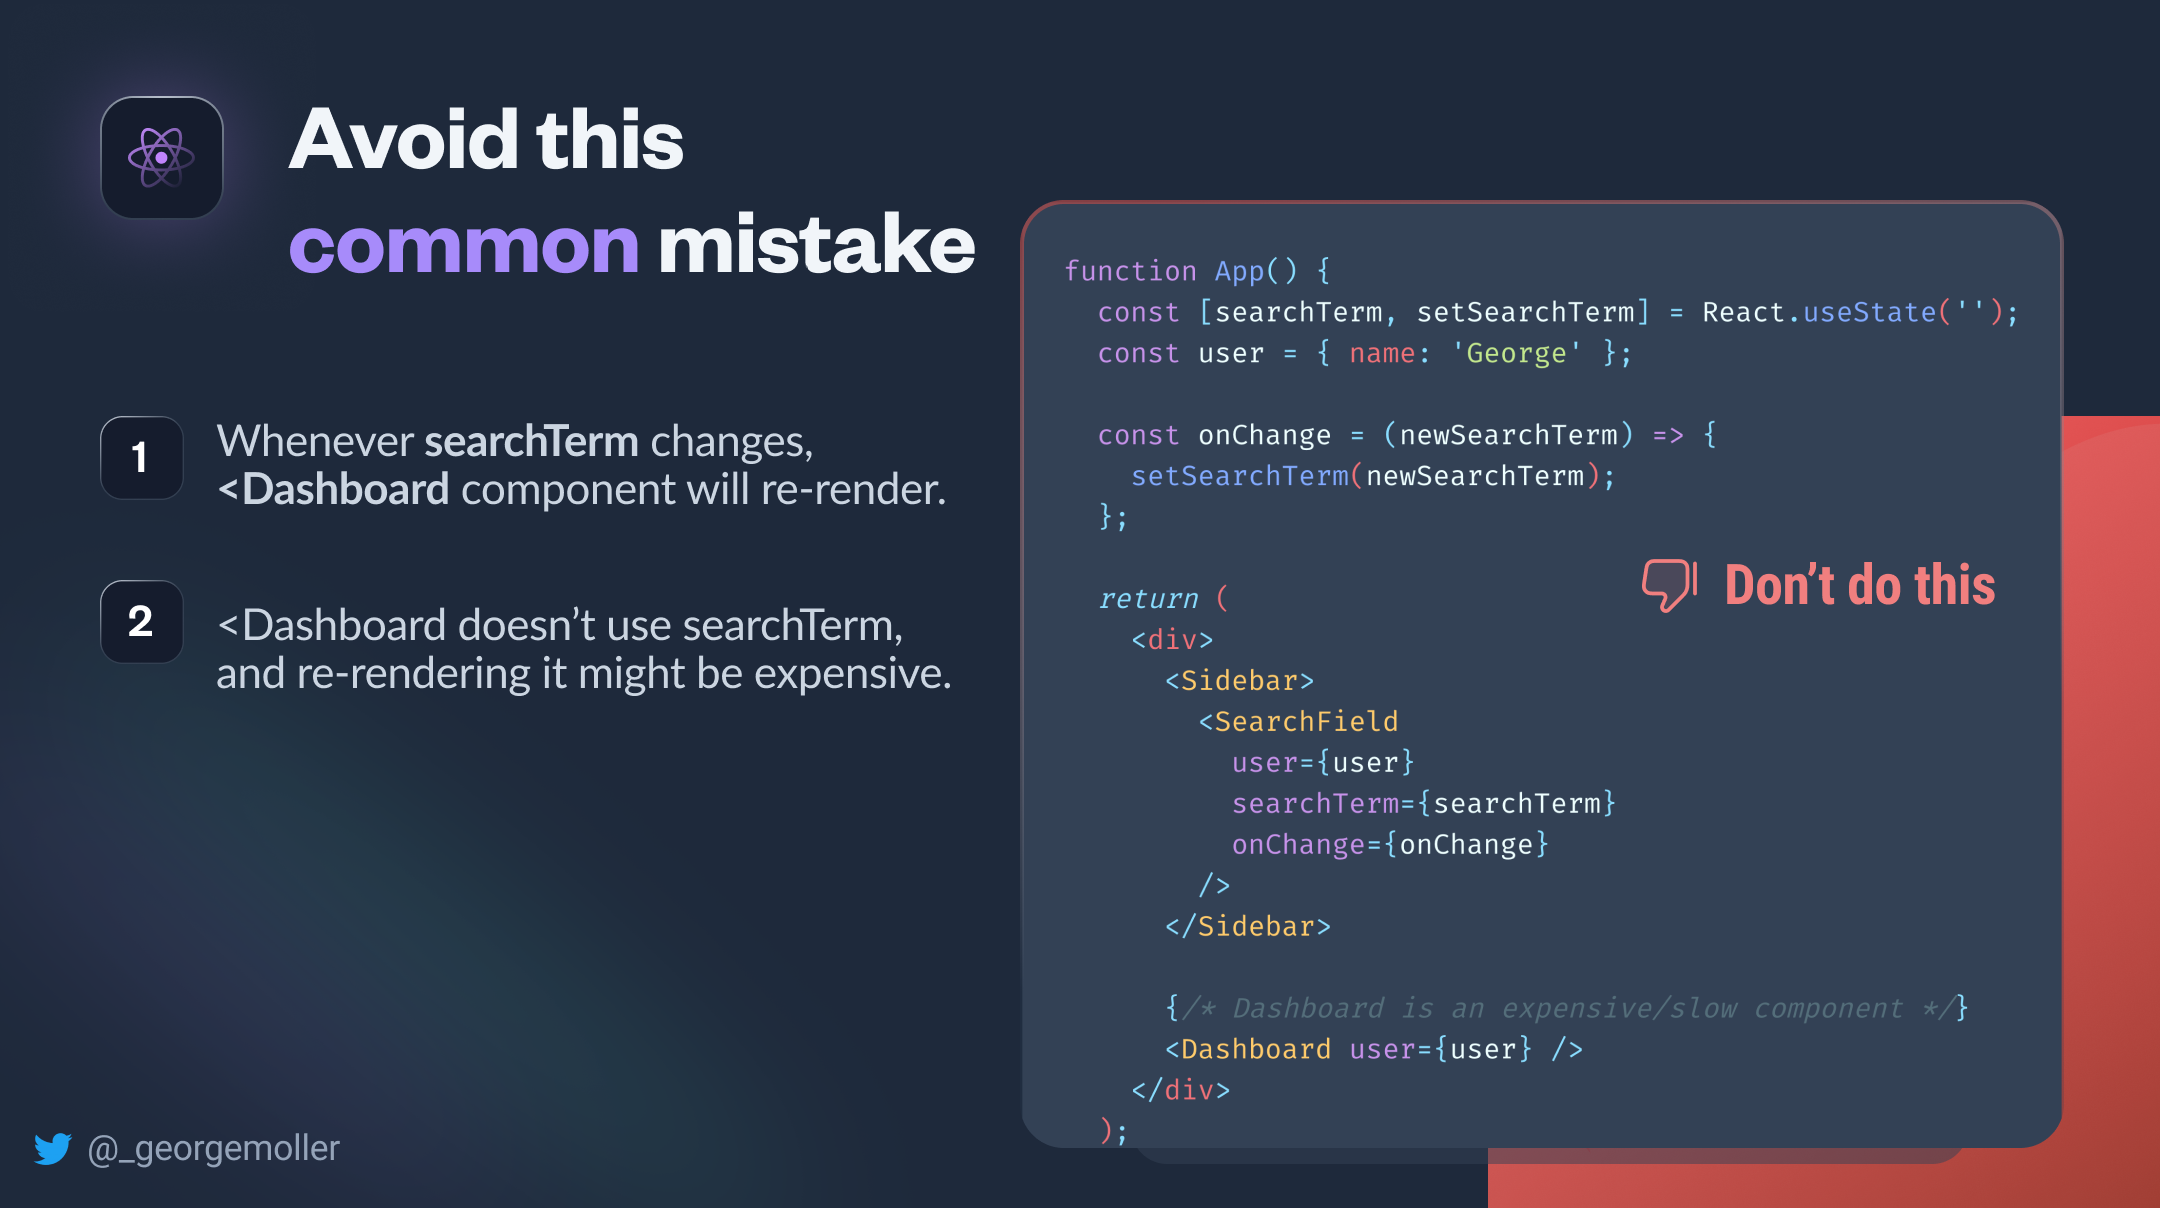 Avoid this
common mistake
1
Whenever searchTerm changes,
<Dashboard component will re-render.
2
<Dashboard doesn’t use searchTerm,
and re-rendering it might be expensive.
@_georgemoller
function App() {
  const [searchTerm, setSearchTerm] = React.useState('');
  const user = { name: 'George' };

  const onChange = (newSearchTerm) => {
    setSearchTerm(newSearchTerm);
  };

Don’t do this
  return (
    <div>
      <Sidebar>
        <SearchField
          user={user}
          searchTerm={searchTerm}
          onChange={onChange}
        />
      </Sidebar>

      {/* Dashboard is an expensive/slow component */}
      <Dashboard user={user} />
    </div>
  );